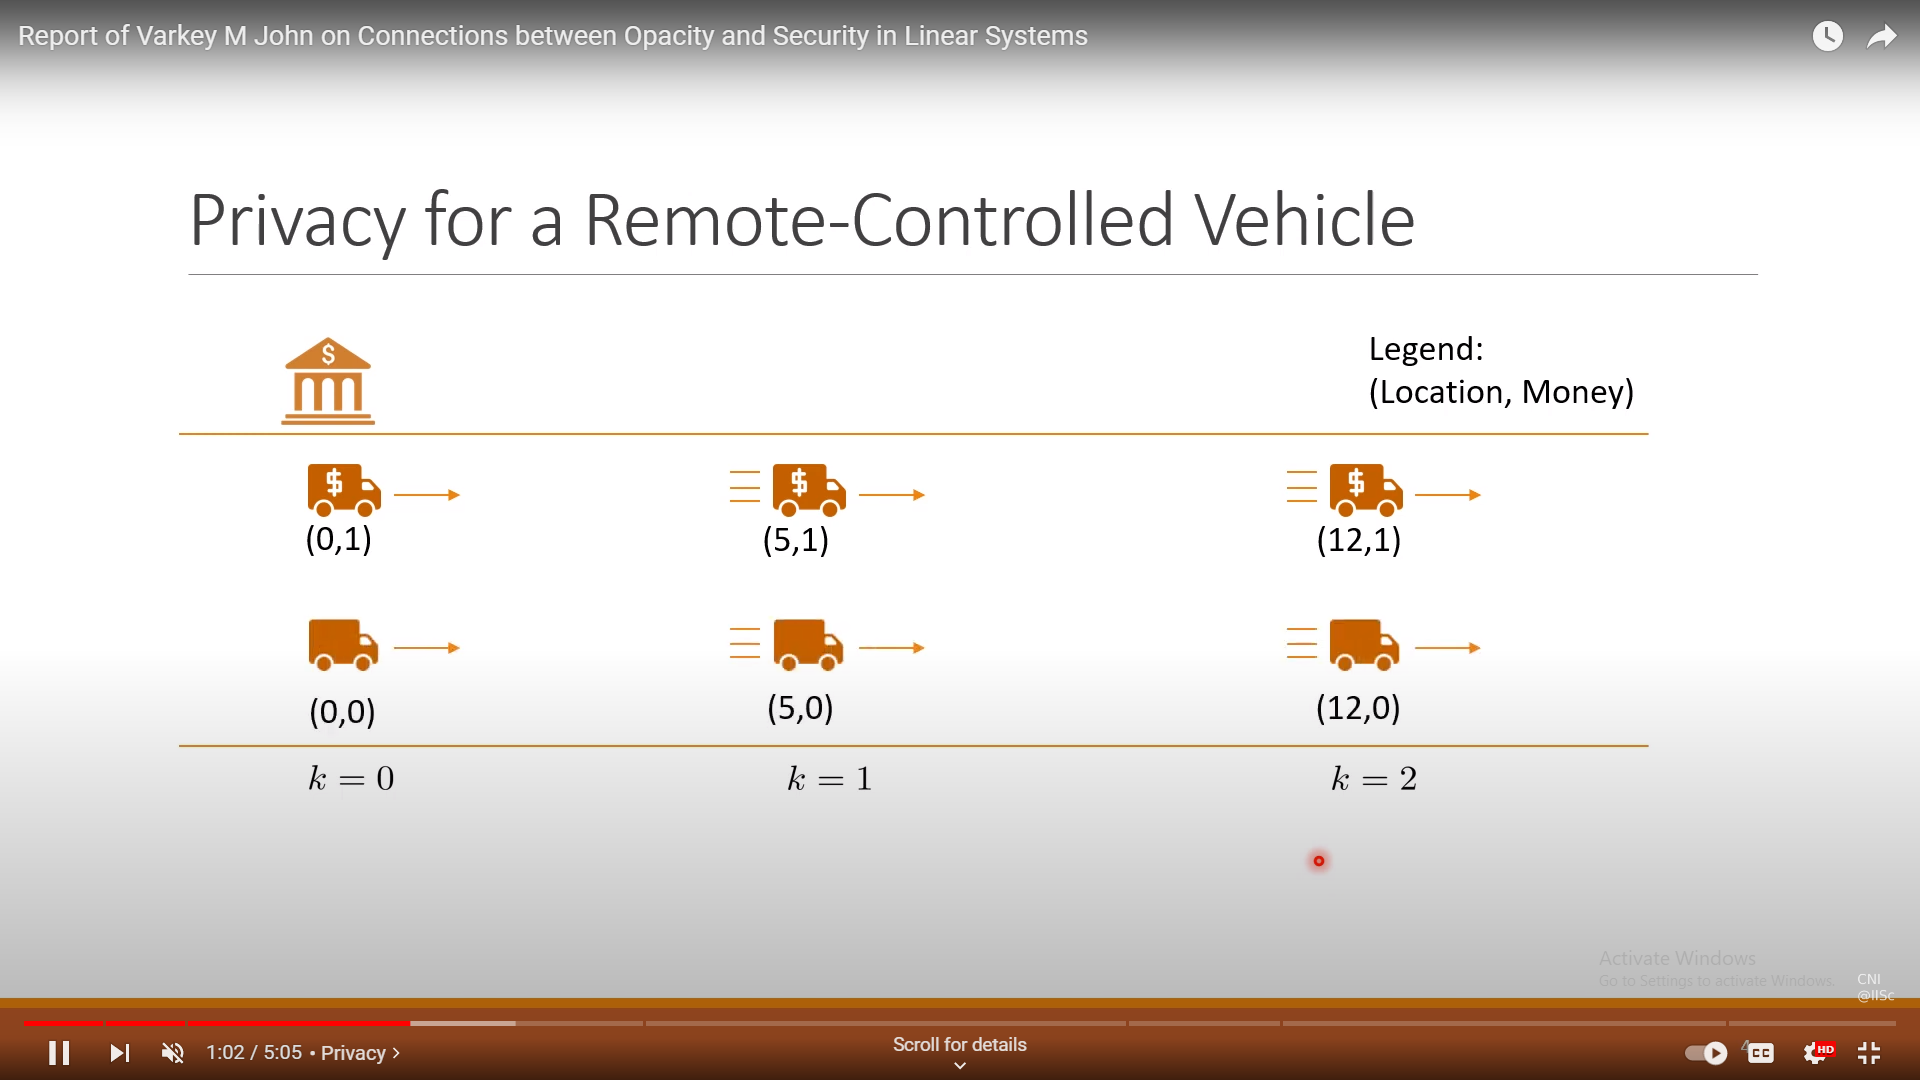 Report of Varkey M John on Connections between Opacity and Security in Linear Systems
Privacy for a Remote-Controlled Vehicle
$
Legend:
(Location, Money)
$ $ $
(0,1) (5,1) (12,1)
(0,0) (5,0) (12,0)
k = 0 k = 1 k = 2
Activate Windows
Go to Settings to activate Windows.
CNI
@IISc
Scroll for details
1:02 / 5:05 • Privacy
4
CC
HD